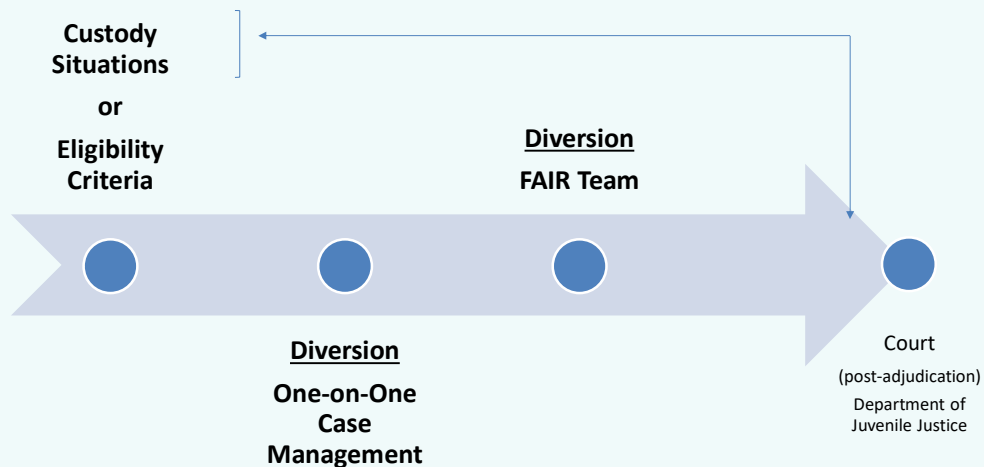 Custody
Situations
or
Eligibility
Criteria
Diversion
One-on-One
Case
Management
Diversion
FAIR Team
Court
(post-adjudication)
Department of
Juvenile Justice